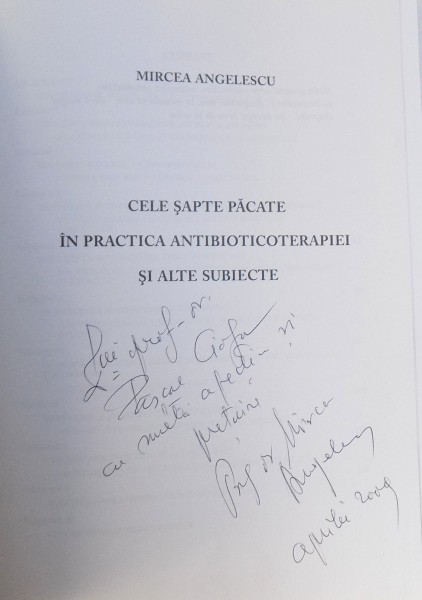 MIRCEA ANGELESCU
CELE ŞAPTE PĂCATE
ÎN PRACTICA ANTIBIOTICOTERAPIEI
ŞI ALTE SUBIECTE
prof. dr.
Pascal
cu multă afecţiune şi
preţuire
Prof dr Mircea
Angelescu
aprilie 2009